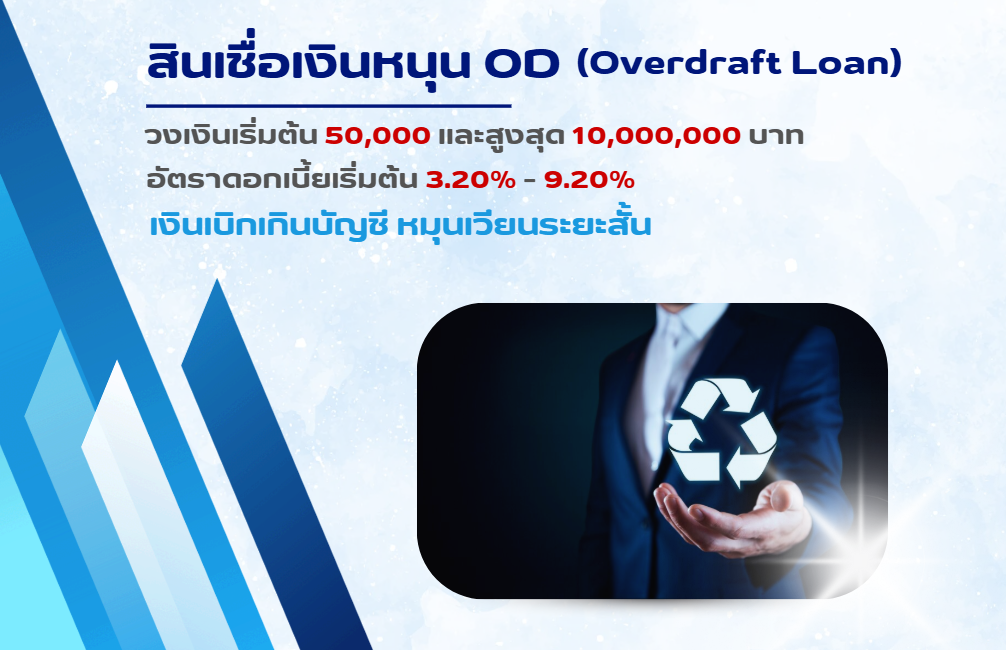 สินเชื่อเงินหนุน OD (Overdraft Loan)
วงเงินเริ่มต้น 50,000 และสูงสุด 10,000,000 บาท
อัตราดอกเบี้ยเริ่มต้น 3.20% - 9.20%
เงินเบิกเกินบัญชี หมุนเวียนระยะสั้น